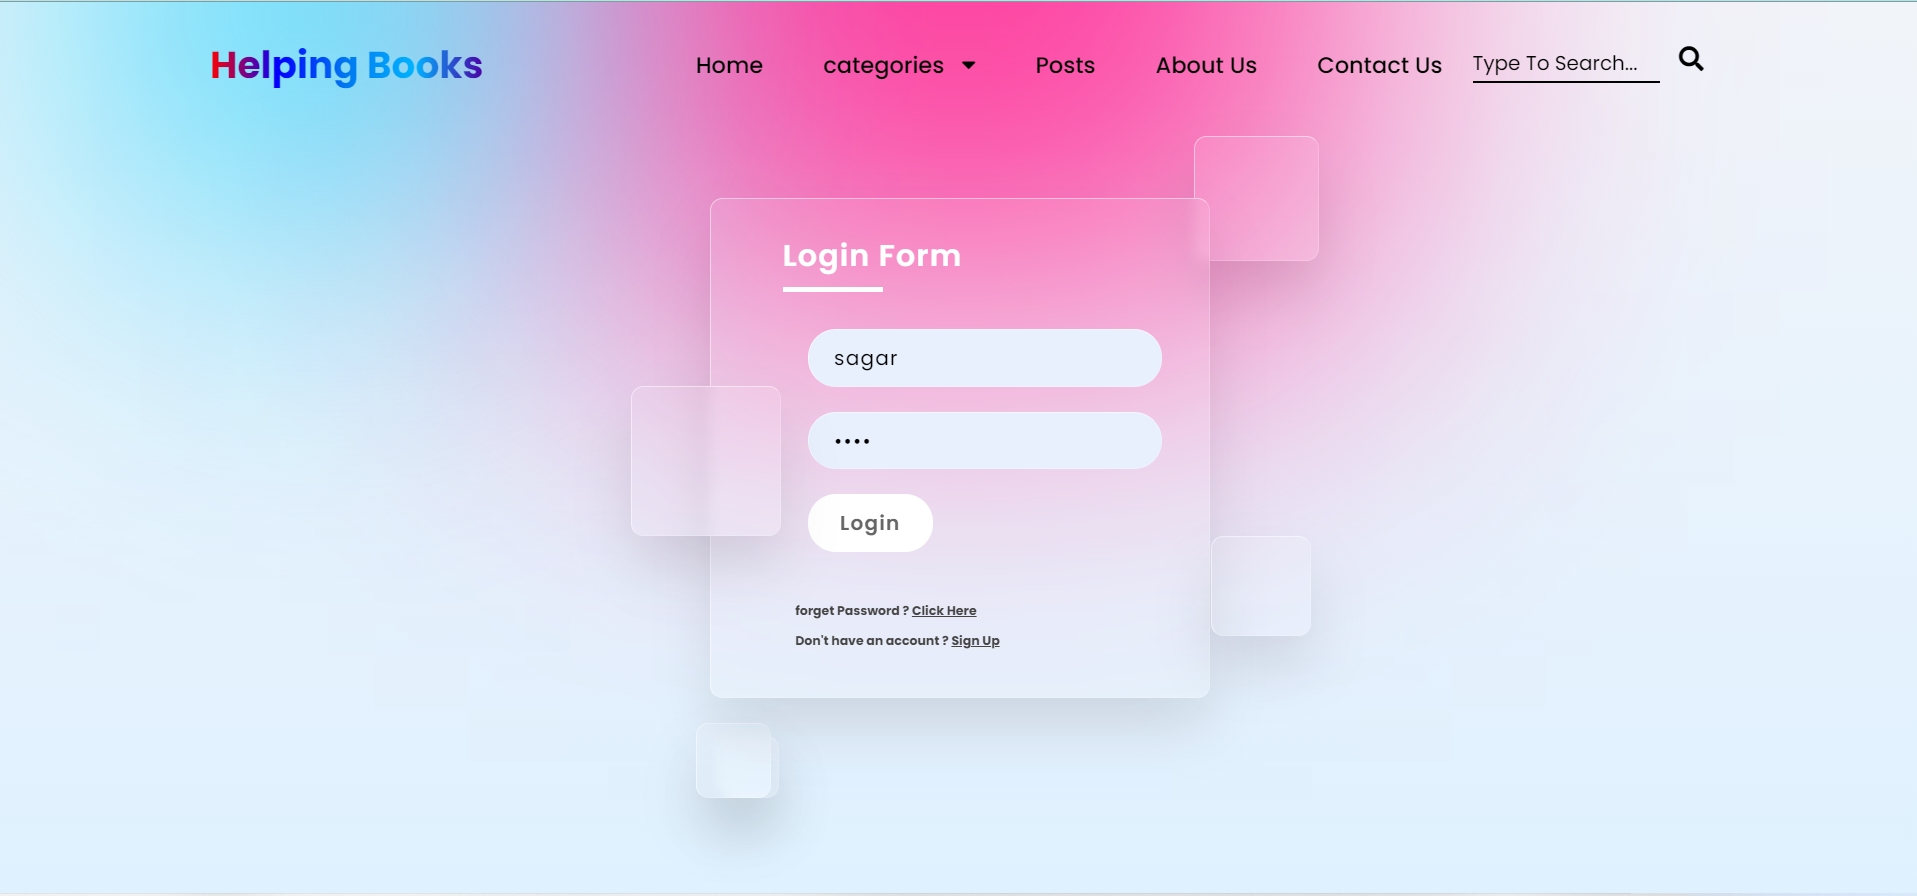 Helping Books Home categories Posts About Us Contact Us Type To Search...
Login Form
sagar
••••
Login
forget Password ? Click Here
Don't have an account ? Sign Up